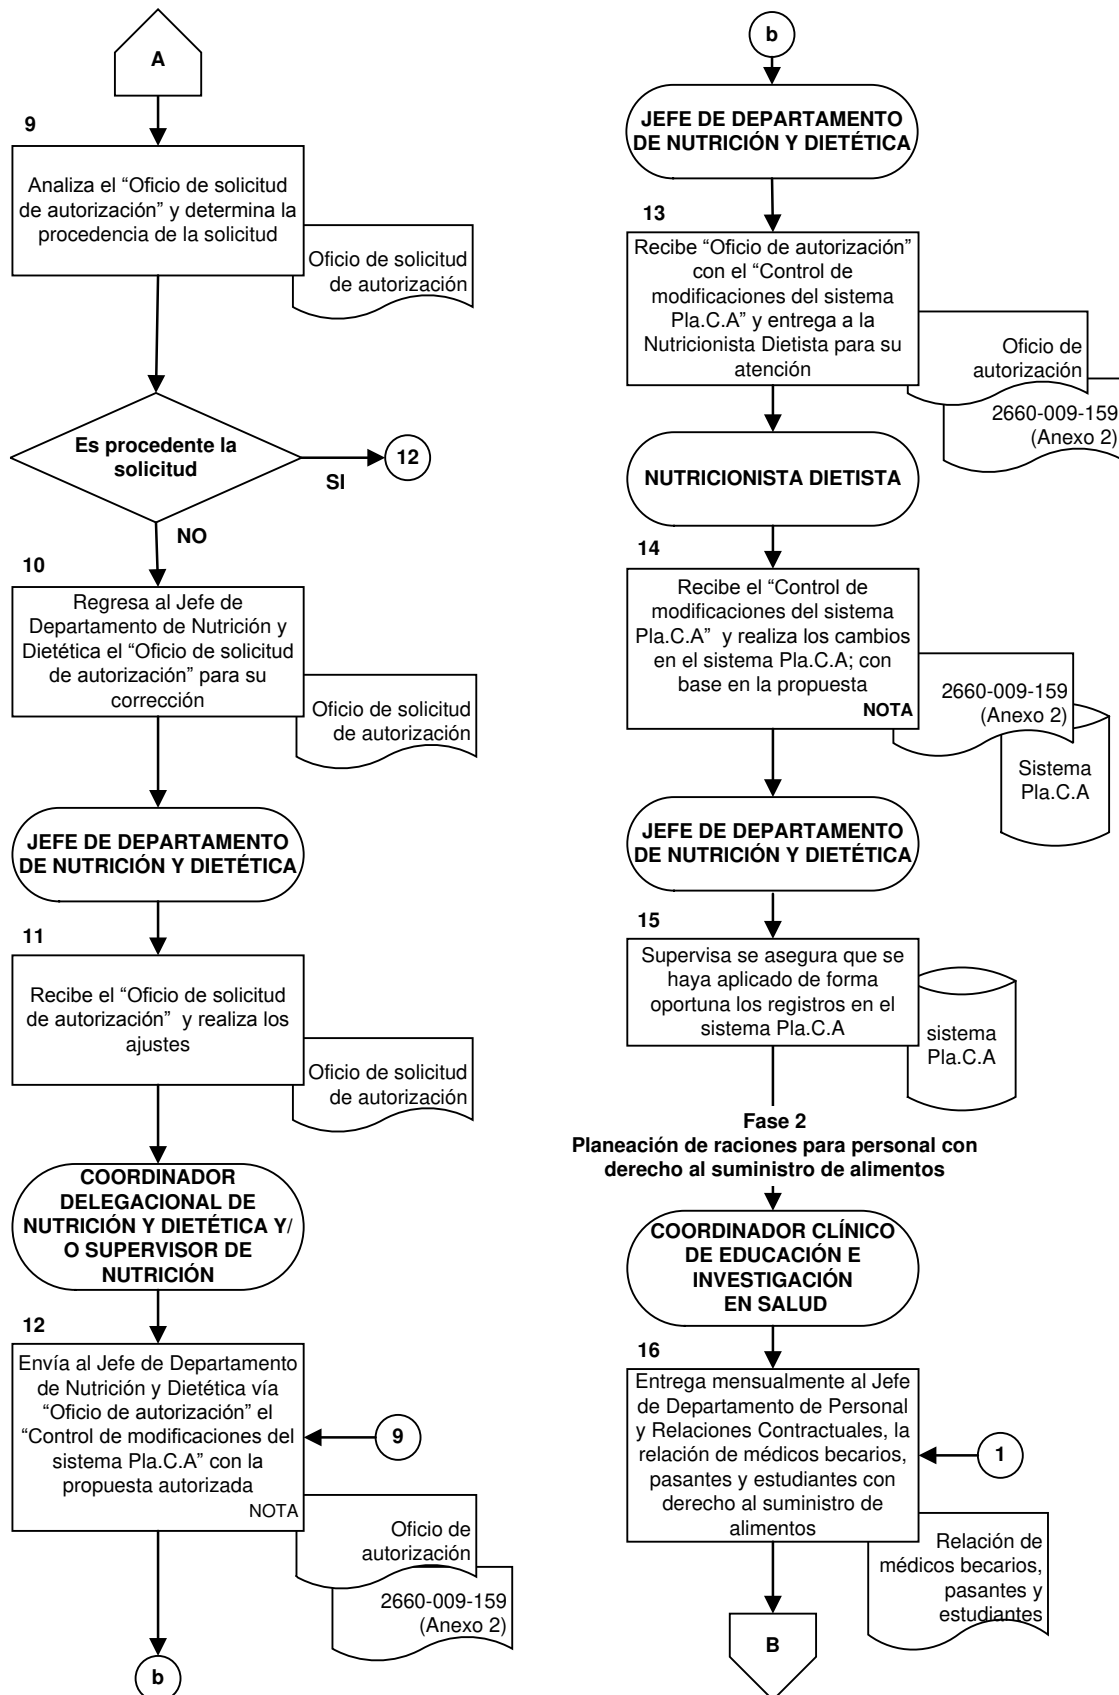 A
9
Analiza el “Oficio de solicitud
de autorización” y determina la
procedencia de la solicitud
Oficio de solicitud
de autorización
Es procedente la
solicitud
SI
12
NO
10
Regresa al Jefe de
Departamento de Nutrición y
Dietética el “Oficio de solicitud
de autorización” para su
corrección
Oficio de solicitud
de autorización
JEFE DE DEPARTAMENTO
DE NUTRICIÓN Y DIETÉTICA
11
Recibe el “Oficio de solicitud
de autorización” y realiza los
ajustes
Oficio de solicitud
de autorización
COORDINADOR
DELEGACIONAL DE
NUTRICIÓN Y DIETÉTICA Y/
O SUPERVISOR DE
NUTRICIÓN
12
Envía al Jefe de Departamento
de Nutrición y Dietética vía
“Oficio de autorización” el
“Control de modificaciones del
sistema Pla.C.A” con la
propuesta autorizada
NOTA
9
Oficio de
autorización
2660-009-159
(Anexo 2)
b
b
JEFE DE DEPARTAMENTO
DE NUTRICIÓN Y DIETÉTICA
13
Recibe “Oficio de autorización”
con el “Control de
modificaciones del sistema
Pla.C.A” y entrega a la
Nutricionista Dietista para su
atención
Oficio de
autorización
2660-009-159
(Anexo 2)
NUTRICIONISTA DIETISTA
14
Recibe el “Control de
modificaciones del sistema
Pla.C.A” y realiza los cambios
en el sistema Pla.C.A; con
base en la propuesta
NOTA
2660-009-159
(Anexo 2)
Sistema
Pla.C.A
JEFE DE DEPARTAMENTO
DE NUTRICIÓN Y DIETÉTICA
15
Supervisa se asegura que se
haya aplicado de forma
oportuna los registros en el
sistema Pla.C.A
sistema
Pla.C.A
Fase 2
Planeación de raciones para personal con
derecho al suministro de alimentos
COORDINADOR CLÍNICO
DE EDUCACIÓN E
INVESTIGACIÓN
EN SALUD
16
Entrega mensualmente al Jefe
de Departamento de Personal
y Relaciones Contractuales, la
relación de médicos becarios,
pasantes y estudiantes con
derecho al suministro de
alimentos
1
Relación de
médicos becarios,
pasantes y
estudiantes
B